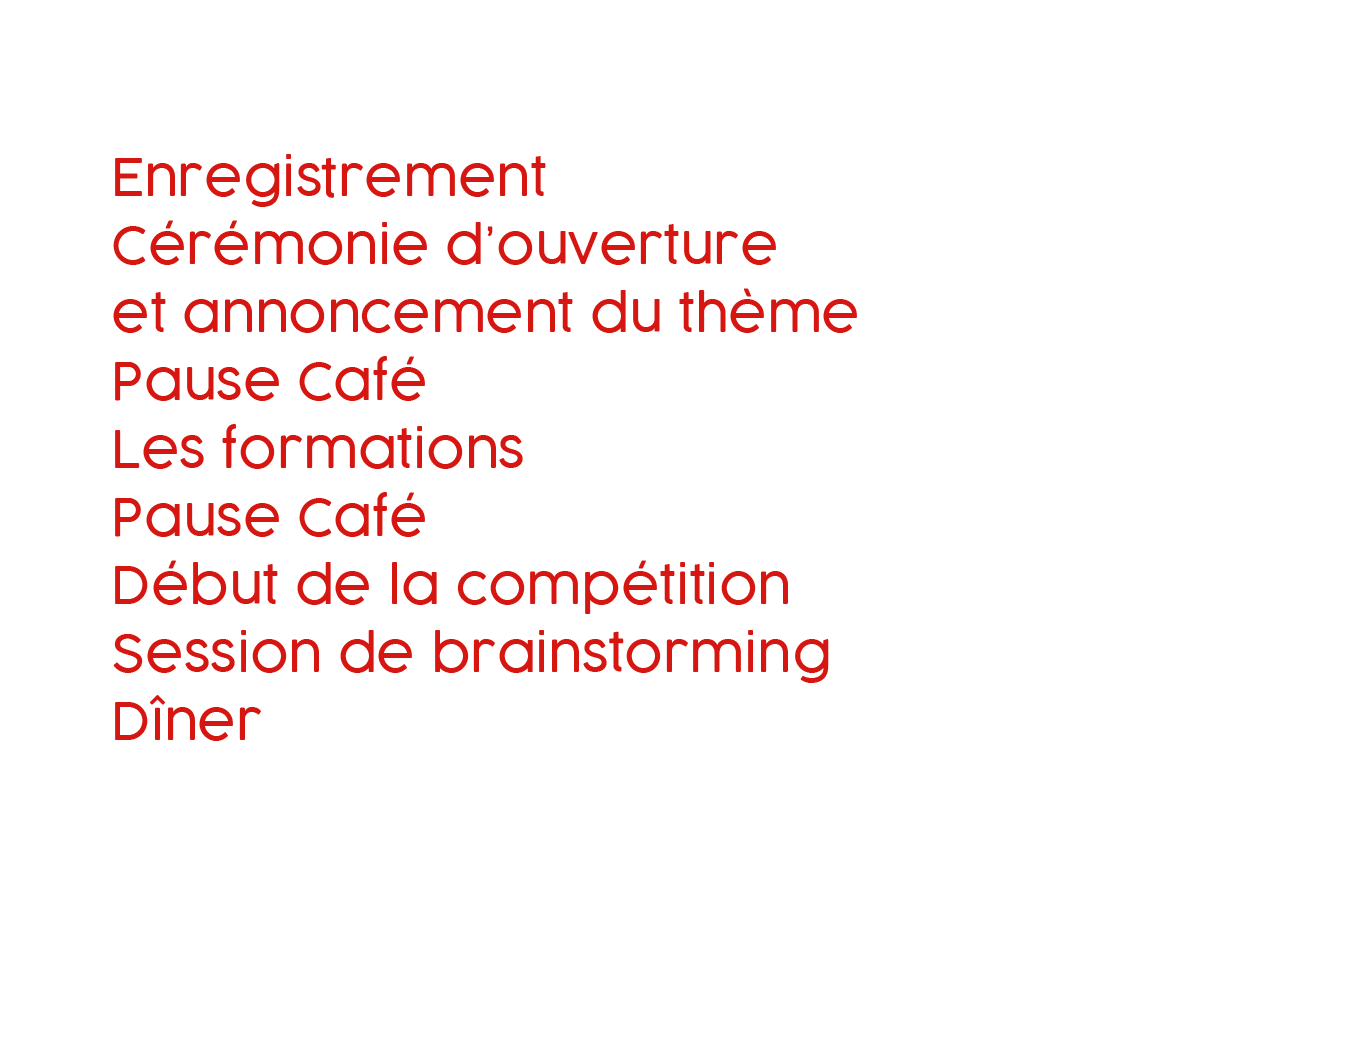 Enregistrement
Cérémonie d'ouverture
et annoncement du thème
Pause Café
Les formations
Pause Café
Début de la compétition
Session de brainstorming
Dîner